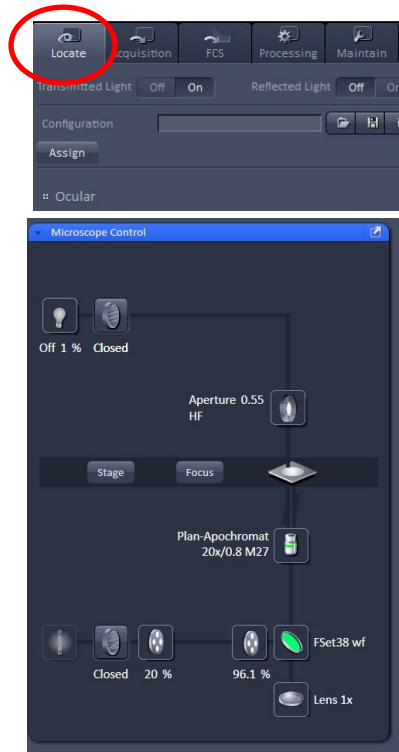 Locate Acquisition FCS Processing Maintain
Transmitted Light Off On Reflected Light Off On
Configuration
Assign
Ocular
Microscope Control
Off 1 % Closed
Aperture 0.55
HF
Stage Focus
Plan-Apochromat
20x/0.8 M27
FSet38 wf
Closed 20 % 96.1 %
Lens 1x